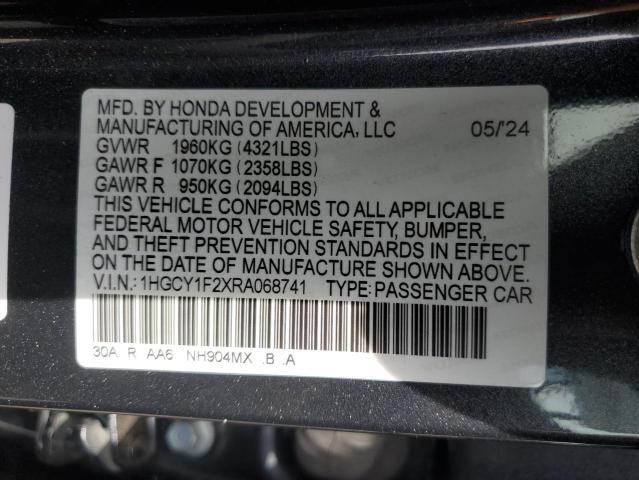 MFD. BY HONDA DEVELOPMENT &
MANUFACTURING OF AMERICA, LLC 05/'24
GVWR 1960KG (4321LBS)
GAWR F 1070KG (2358LBS)
GAWR R 950KG (2094LBS)
THIS VEHICLE CONFORMS TO ALL APPLICABLE
FEDERAL MOTOR VEHICLE SAFETY, BUMPER,
AND THEFT PREVENTION STANDARDS IN EFFECT
ON THE DATE OF MANUFACTURE SHOWN ABOVE.
V.I.N.: 1HGCY1F2XRA068741 TYPE: PASSENGER CAR
30A R AA6 NH904MX .B .A